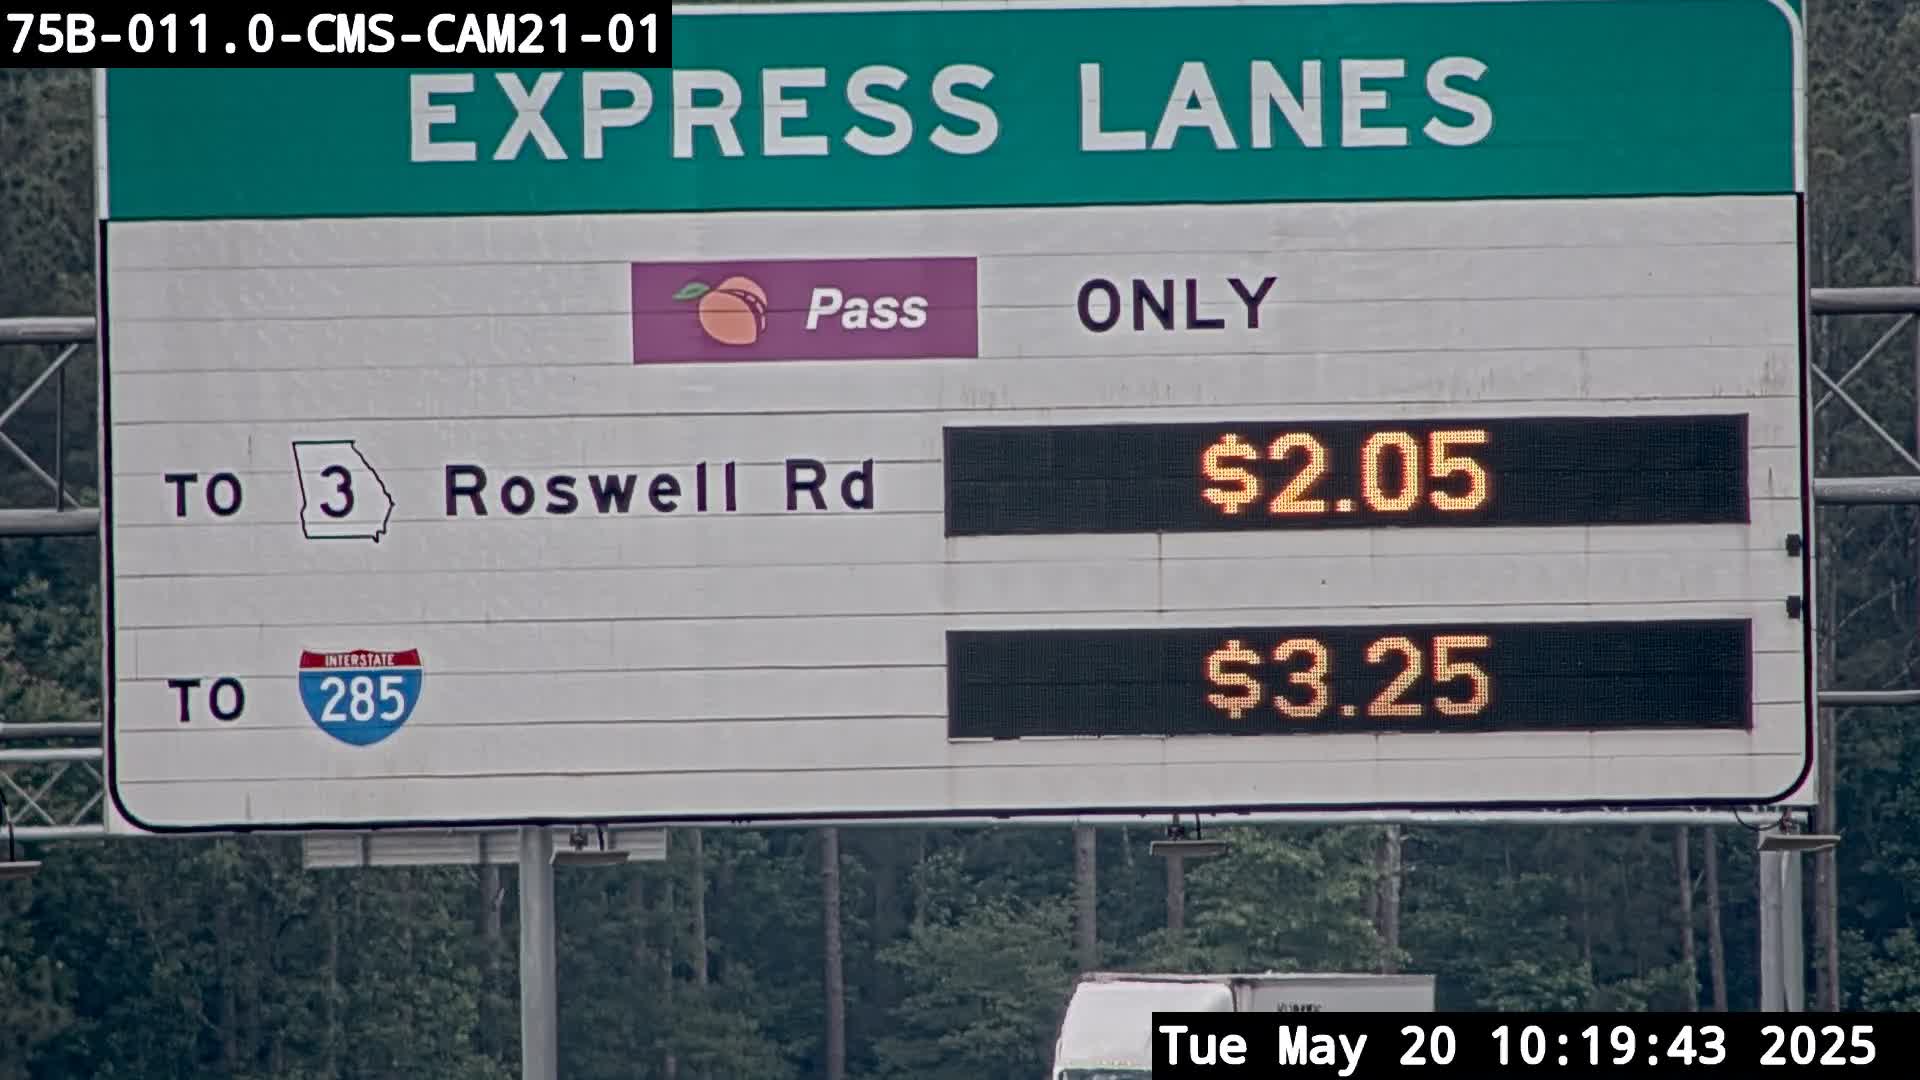 75B-011.0-CMS-CAM21-01
EXPRESS LANES
Pass ONLY
TO 3 Roswell Rd $2.05
INTERSTATE
TO 285 $3.25
Tue May 20 10:19:43 2025